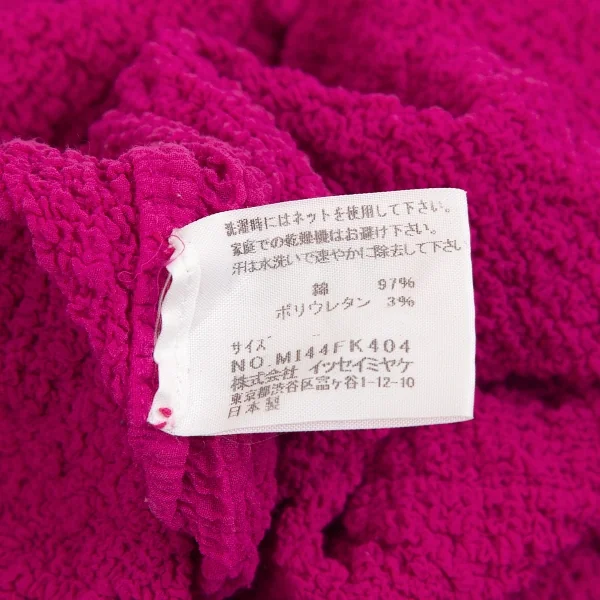 洗濯時にはネットを使用して下さい。
家庭での乾燥機はお避け下さい。
汗は水洗いで速やかに除去して下さい
綿 97%
ポリウレタン 3%
サイズ
NO.MI44FK404
株式会社 イッセイミヤケ
東京都渋谷区富ヶ谷1-12-10
日本製